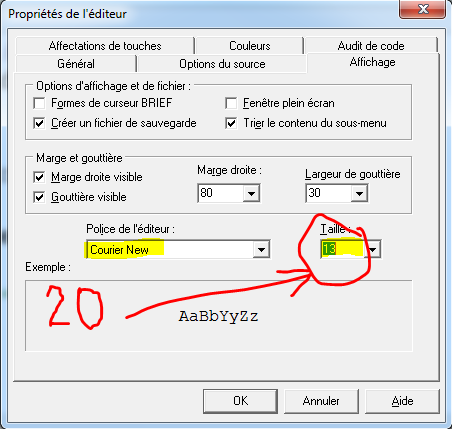 Propriétés de l'éditeur
Affectations de touches Couleurs Audit de code
Général Options du source Affichage
Options d'affichage et de fichier :
Formes de curseur BRIEF Fenêtre plein écran
Créer un fichier de sauvegarde Trier le contenu du sous-menu
Marge et gouttière
Marge droite visible Marge droite : Largeur de gouttière
Gouttière visible 80 30
Police de l'éditeur : Taille :
Courier New 13
Exemple :
20
AaBbYyZz
OK Annuler Aide